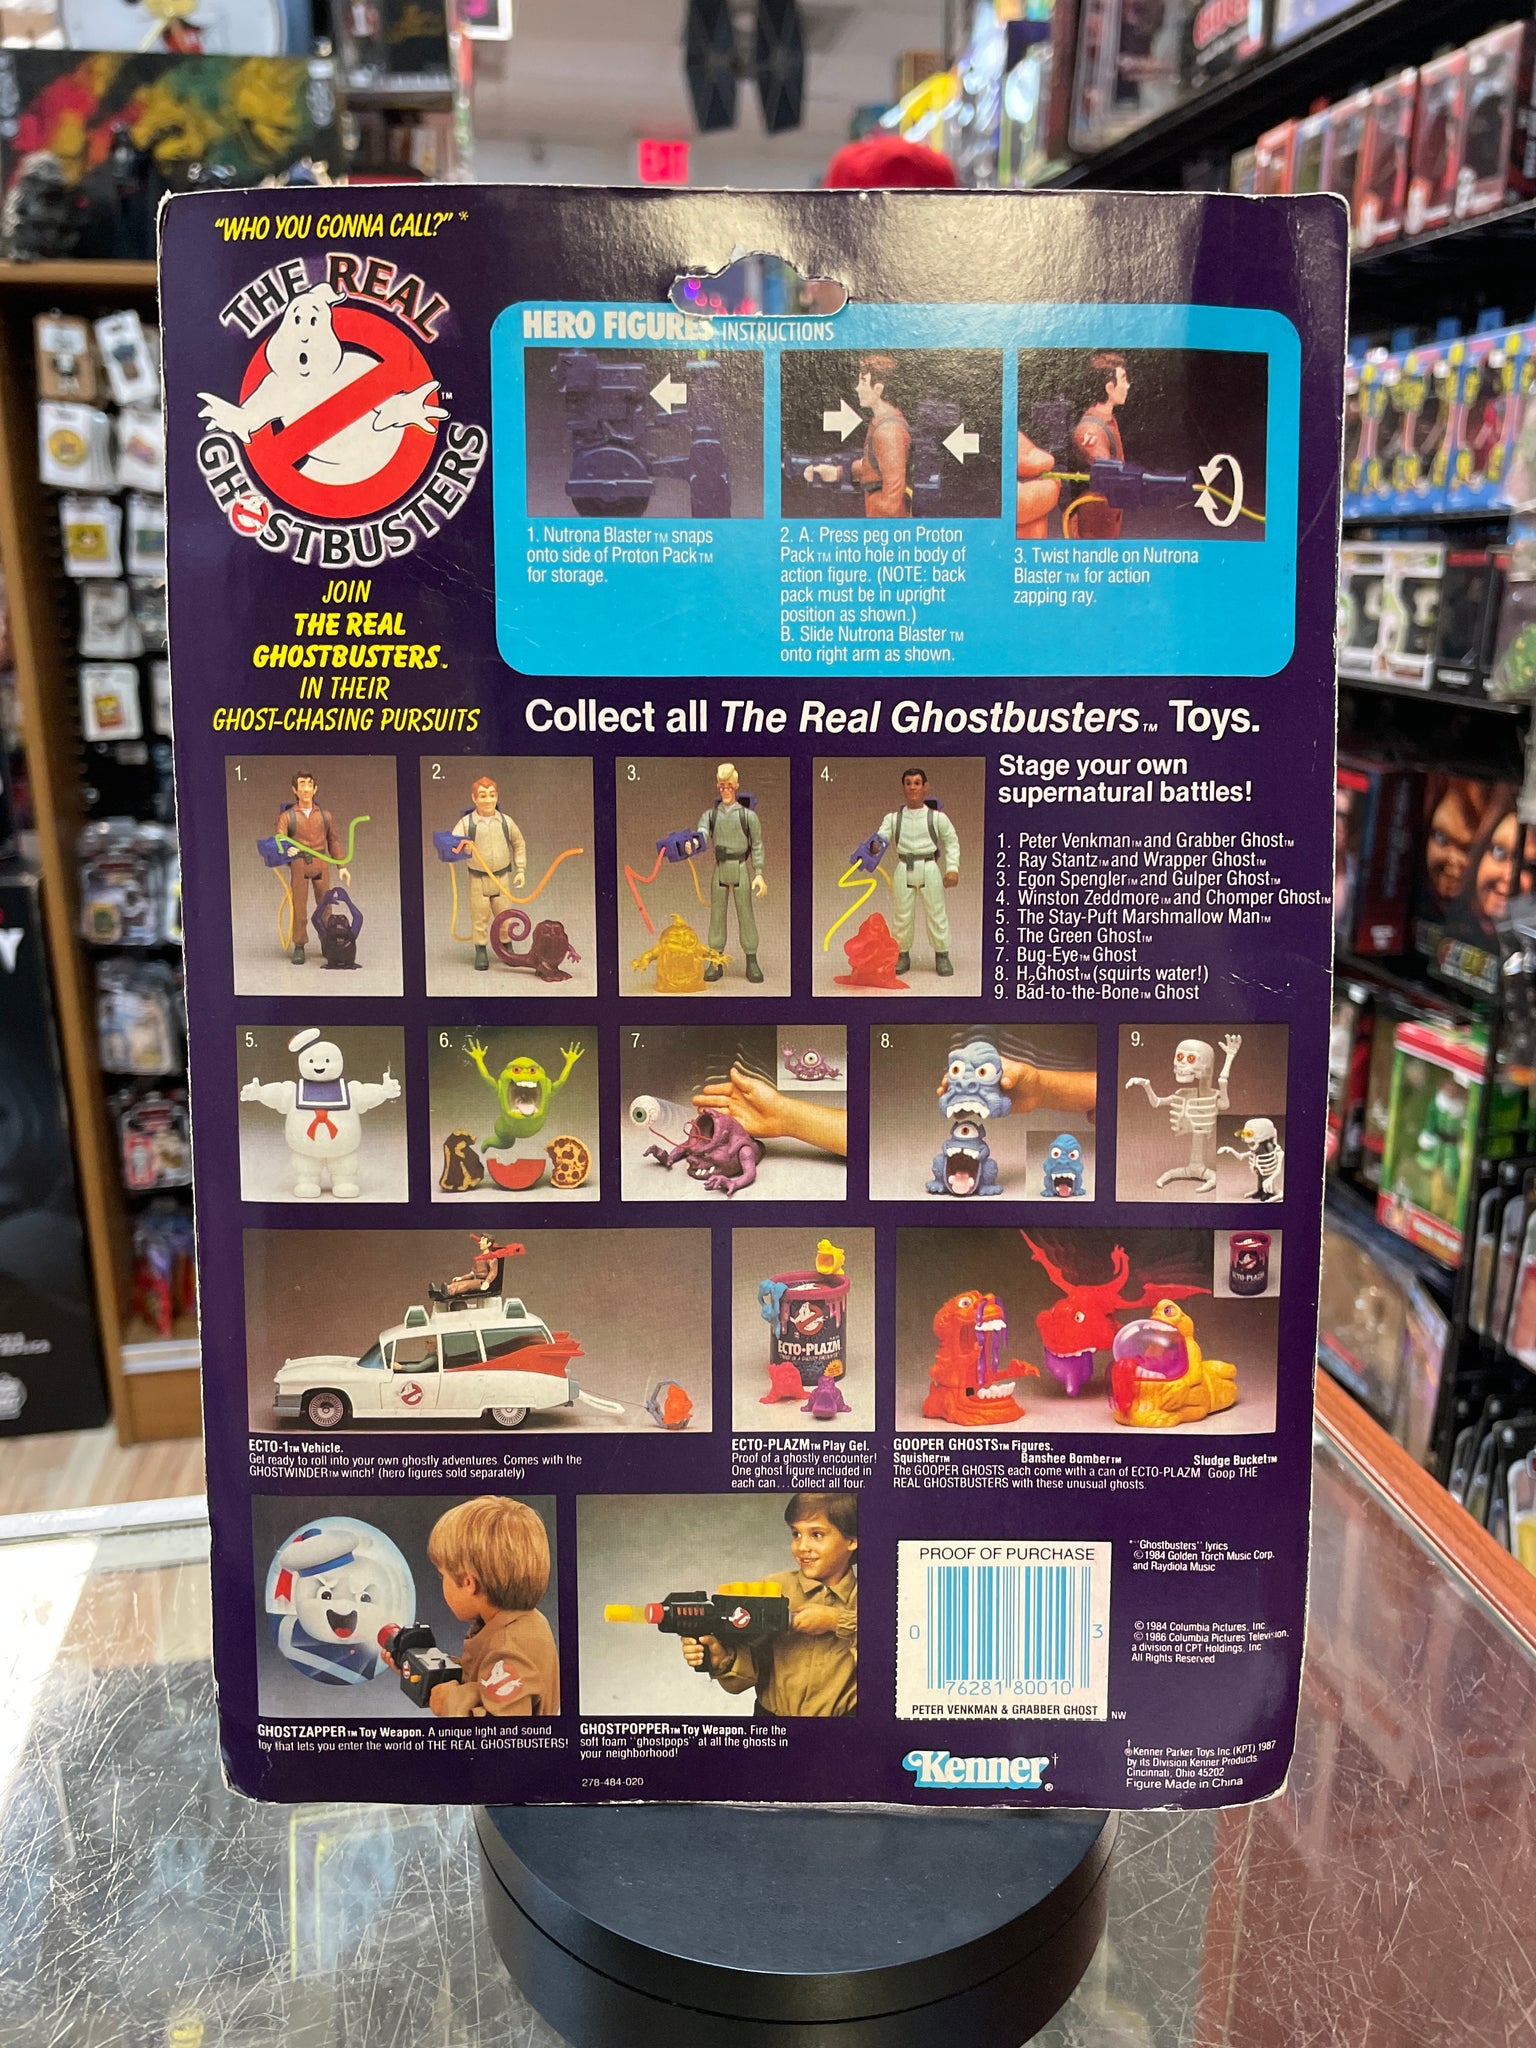 EXIT
"WHO YOU GONNA CALL?"*
THE REAL
GHOSTBUSTERS
TM
JOIN
THE REAL
GHOSTBUSTERS™
IN THEIR
GHOST-CHASING PURSUITS
HERO FIGURES INSTRUCTIONS
1. Nutrona Blaster™ snaps
onto side of Proton Pack™
for storage.
2. A. Press peg on Proton
Pack™ into hole in body of
action figure. (NOTE: back
pack must be in upright
position as shown.)
B. Slide Nutrona Blaster™
onto right arm as shown.
3. Twist handle on Nutrona
Blaster™ for action
zapping ray.
Collect all The Real Ghostbusters™ Toys.
1.
2.
3.
4.
Stage your own
supernatural battles!
1. Peter Venkman™ and Grabber Ghost™
2. Ray Stantz™ and Wrapper Ghost™
3. Egon Spengler™ and Gulper Ghost™
4. Winston Zeddmore™ and Chomper Ghost™
5. The Stay-Puft Marshmallow Man™
6. The Green Ghost™
7. Bug-Eye™ Ghost
8. H₂Ghost™ (squirts water!)
9. Bad-to-the-Bone™ Ghost
5.
6.
7.
8.
9.
ECTO-PLAZM
ECTO-PLAZM
ECTO-1™ Vehicle.
Get ready to roll into your own ghostly adventures. Comes with the
GHOSTWINDER™ winch! (hero figures sold separately)
ECTO-PLAZM™ Play Gel.
Proof of a ghostly encounter!
One ghost figure included in
each can...Collect all four.
GOOPER GHOSTS™ Figures.
Squisher™ Banshee Bomber™ Sludge Bucket™
The GOOPER GHOSTS each come with a can of ECTO-PLAZM Goop THE
REAL GHOSTBUSTERS with these unusual ghosts.
GHOSTZAPPER™ Toy Weapon. A unique light and sound
toy that lets you enter the world of THE REAL GHOSTBUSTERS!
GHOSTPOPPER™ Toy Weapon. Fire the
soft foam "ghostpops" at all the ghosts in
your neighborhood!
278-484-020
PROOF OF PURCHASE
0 76281 80010 3
PETER VENKMAN & GRABBER GHOST
NW
*"Ghostbusters" lyrics
©1984 Golden Torch Music Corp.
and Raydiola Music
©1984 Columbia Pictures, Inc.
©1986 Columbia Pictures Television,
a division of CPT Holdings, Inc.
All Rights Reserved
Kenner®†
®Kenner Parker Toys Inc. (KPT) 1987
by its Division Kenner Products
Cincinnati, Ohio 45202
Figure Made in China